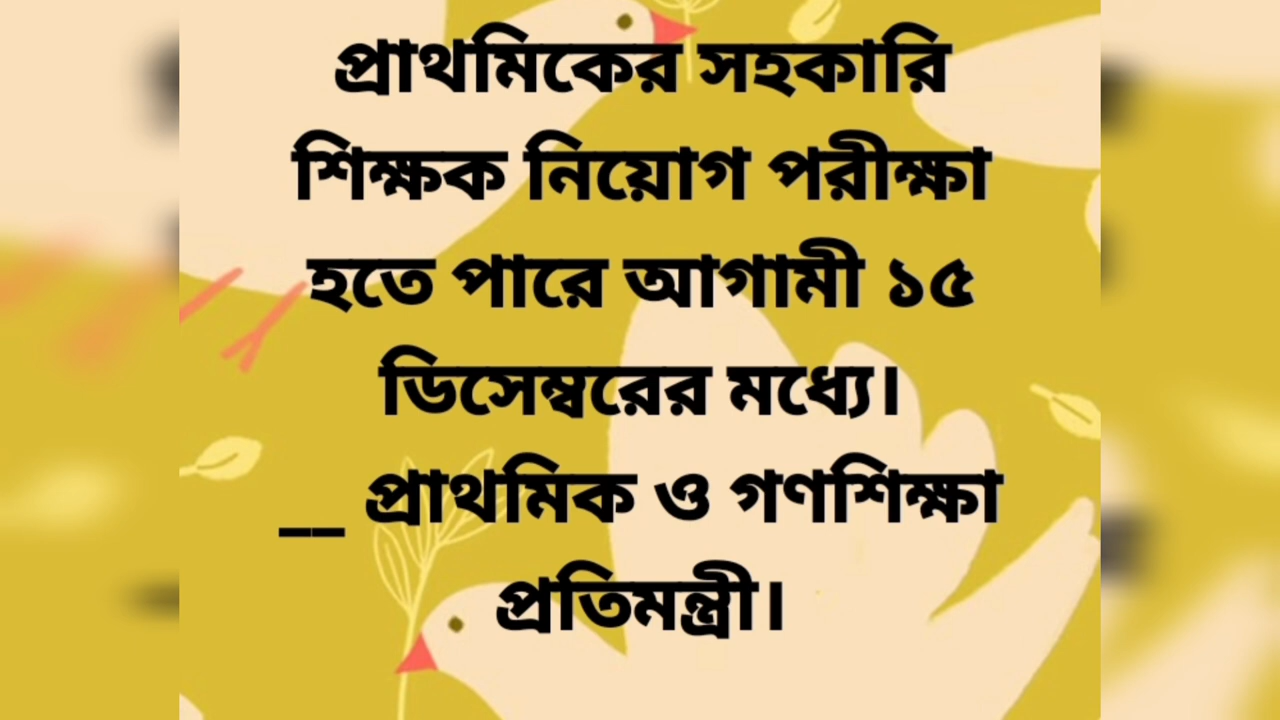 প্রাথমিকের সহকারি
শিক্ষক নিয়োগ পরীক্ষা
হতে পারে আগামী ১৫
ডিসেম্বরের মধ্যে।
__ প্রাথমিক ও গণশিক্ষা
প্রতিমন্ত্রী।